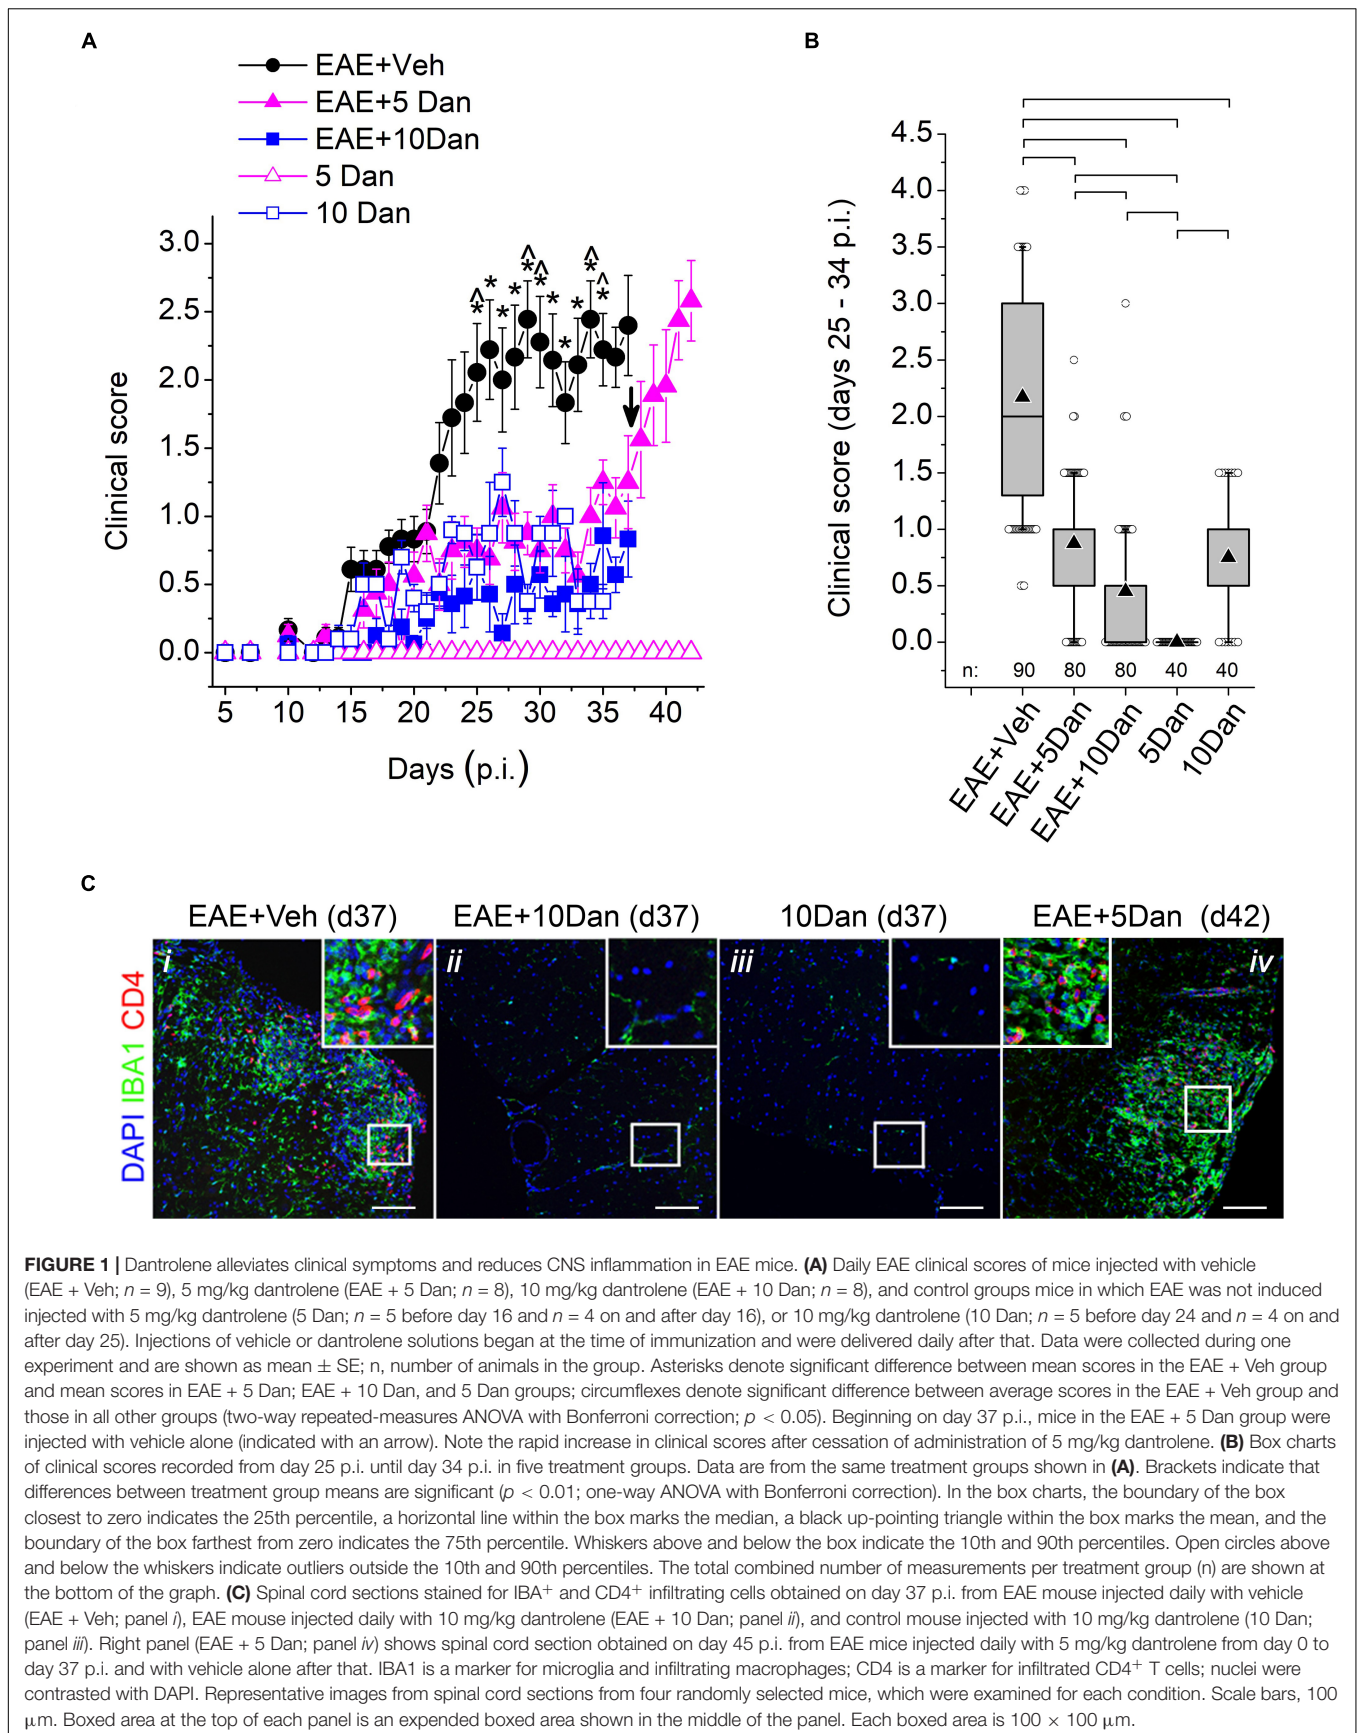 A
EAE+Veh
EAE+5 Dan
EAE+10Dan
5 Dan
10 Dan
Clinical score
3.0
2.5
2.0
1.5
1.0
0.5
0.0
^ ^ ^ ^ ^
* * * * * * * * * * *
5 10 15 20 25 30 35 40
Days (p.i.)
B
Clinical score (days 25 - 34 p.i.)
4.5
4.0
3.5
3.0
2.5
2.0
1.5
1.0
0.5
0.0
n: 90 80 80 40 40
EAE+Veh
EAE+5Dan
EAE+10Dan
5Dan
10Dan
C
EAE+Veh (d37) EAE+10Dan (d37) 10Dan (d37) EAE+5Dan (d42)
DAPI IBA1 CD4
i ii iii iv
FIGURE 1 | Dantrolene alleviates clinical symptoms and reduces CNS inflammation in EAE mice. (A) Daily EAE clinical scores of mice injected with vehicle
(EAE + Veh; n = 9), 5 mg/kg dantrolene (EAE + 5 Dan; n = 8), 10 mg/kg dantrolene (EAE + 10 Dan; n = 8), and control groups mice in which EAE was not induced
injected with 5 mg/kg dantrolene (5 Dan; n = 5 before day 16 and n = 4 on and after day 16), or 10 mg/kg dantrolene (10 Dan; n = 5 before day 24 and n = 4 on and
after day 25). Injections of vehicle or dantrolene solutions began at the time of immunization and were delivered daily after that. Data were collected during one
experiment and are shown as mean ± SE; n, number of animals in the group. Asterisks denote significant difference between mean scores in the EAE + Veh group
and mean scores in EAE + 5 Dan; EAE + 10 Dan, and 5 Dan groups; circumflexes denote significant difference between average scores in the EAE + Veh group and
those in all other groups (two-way repeated-measures ANOVA with Bonferroni correction; p < 0.05). Beginning on day 37 p.i., mice in the EAE + 5 Dan group were
injected with vehicle alone (indicated with an arrow). Note the rapid increase in clinical scores after cessation of administration of 5 mg/kg dantrolene. (B) Box charts
of clinical scores recorded from day 25 p.i. until day 34 p.i. in five treatment groups. Data are from the same treatment groups shown in (A). Brackets indicate that
differences between treatment group means are significant (p < 0.01; one-way ANOVA with Bonferroni correction). In the box charts, the boundary of the box
closest to zero indicates the 25th percentile, a horizontal line within the box marks the median, a black up-pointing triangle within the box marks the mean, and the
boundary of the box farthest from zero indicates the 75th percentile. Whiskers above and below the box indicate the 10th and 90th percentiles. Open circles above
and below the whiskers indicate outliers outside the 10th and 90th percentiles. The total combined number of measurements per treatment group (n) are shown at
the bottom of the graph. (C) Spinal cord sections stained for IBA⁺ and CD4⁺ infiltrating cells obtained on day 37 p.i. from EAE mouse injected daily with vehicle
(EAE + Veh; panel i), EAE mouse injected daily with 10 mg/kg dantrolene (EAE + 10 Dan; panel ii), and control mouse injected with 10 mg/kg dantrolene (10 Dan;
panel iii). Right panel (EAE + 5 Dan; panel iv) shows spinal cord section obtained on day 45 p.i. from EAE mice injected daily with 5 mg/kg dantrolene from day 0 to
day 37 p.i. and with vehicle alone after that. IBA1 is a marker for microglia and infiltrating macrophages; CD4 is a marker for infiltrated CD4⁺ T cells; nuclei were
contrasted with DAPI. Representative images from spinal cord sections from four randomly selected mice, which were examined for each condition. Scale bars, 100
μm. Boxed area at the top of each panel is an expended boxed area shown in the middle of the panel. Each boxed area is 100 × 100 μm.